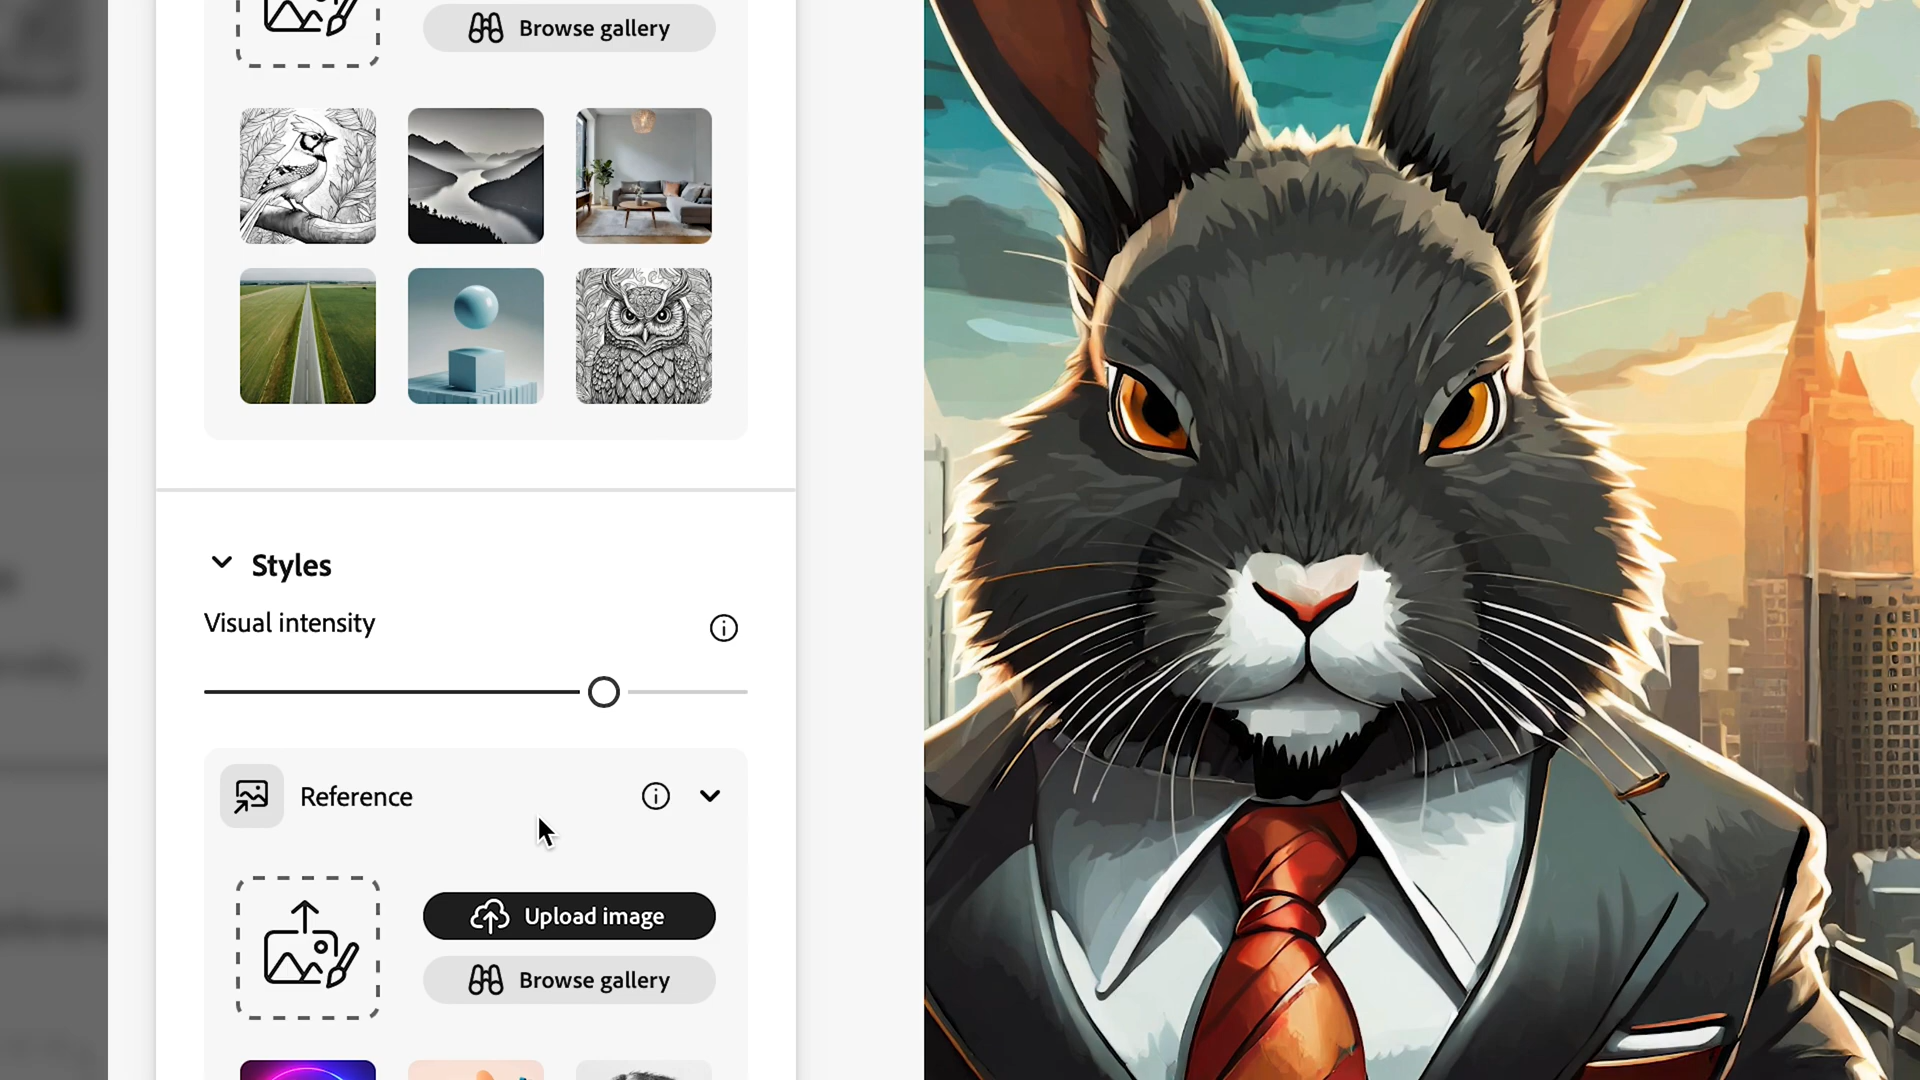 Browse gallery
Styles
Visual intensity
Reference
Upload image
Browse gallery